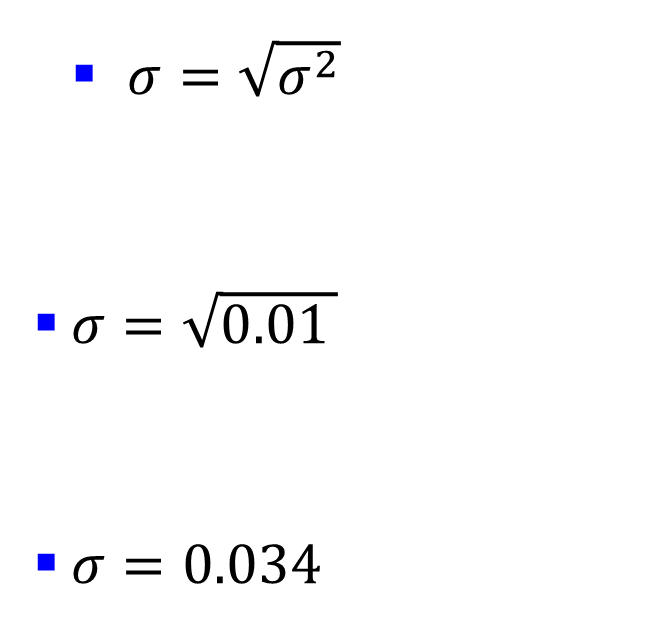 ▪ σ = √σ²
▪ σ = √0.01
▪ σ = 0.034